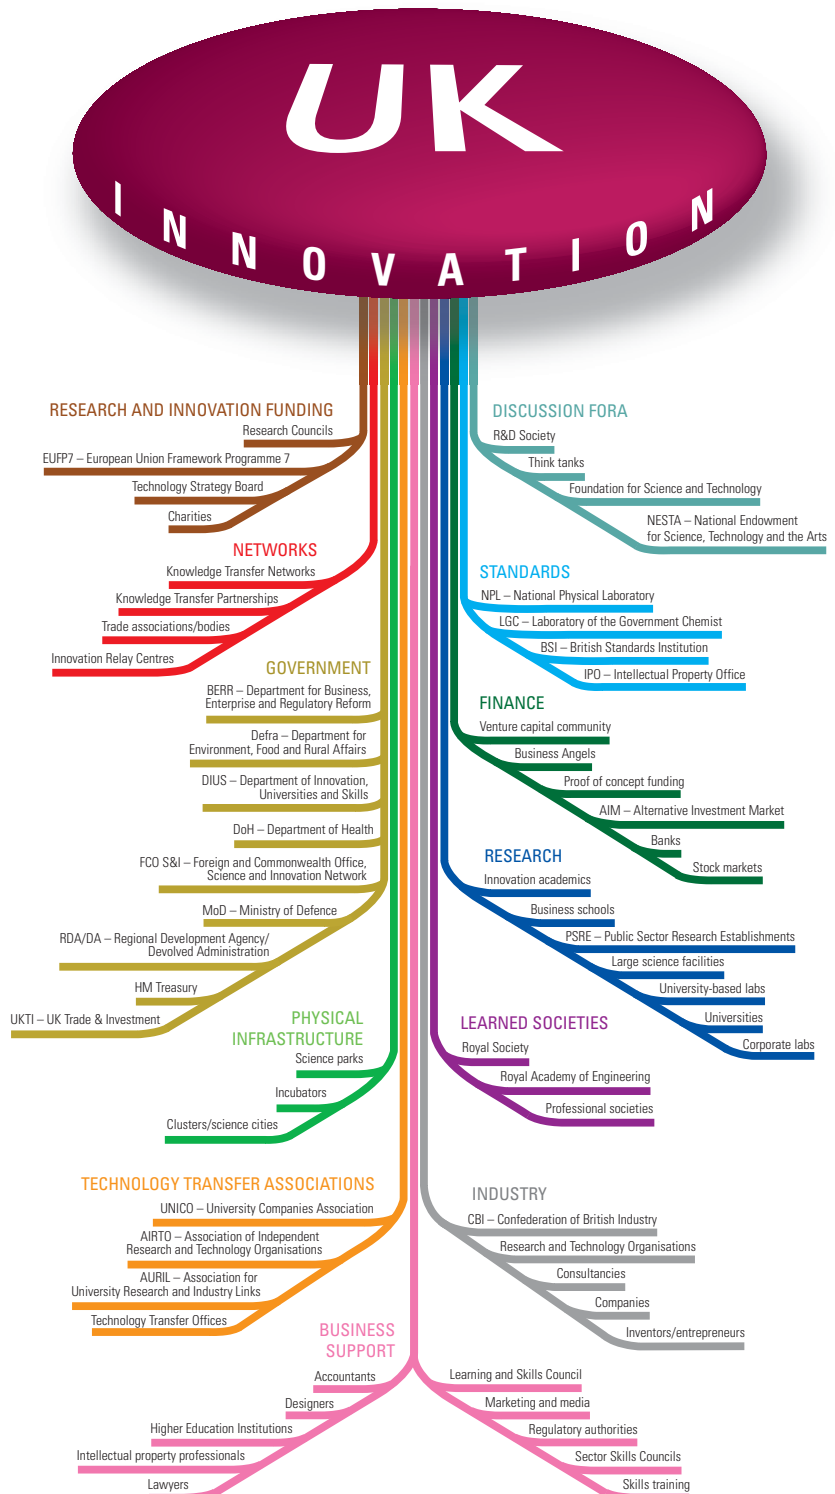 UK
INNOVATION
RESEARCH AND INNOVATION FUNDING
Research Councils
EUFP7 – European Union Framework Programme 7
Technology Strategy Board
Charities
NETWORKS
Knowledge Transfer Networks
Knowledge Transfer Partnerships
Trade associations/bodies
Innovation Relay Centres
GOVERNMENT
BERR – Department for Business,
Enterprise and Regulatory Reform
Defra – Department for
Environment, Food and Rural Affairs
DIUS – Department of Innovation,
Universities and Skills
DoH – Department of Health
FCO S&I – Foreign and Commonwealth Office,
Science and Innovation Network
MoD – Ministry of Defence
RDA/DA – Regional Development Agency/
Devolved Administration
HM Treasury
UKTI – UK Trade & Investment
PHYSICAL
INFRASTRUCTURE
Science parks
Incubators
Clusters/science cities
TECHNOLOGY TRANSFER ASSOCIATIONS
UNICO – University Companies Association
AIRTO – Association of Independent
Research and Technology Organisations
AURIL – Association for
University Research and Industry Links
Technology Transfer Offices
BUSINESS
SUPPORT
Accountants
Designers
Higher Education Institutions
Intellectual property professionals
Lawyers
DISCUSSION FORA
R&D Society
Think tanks
Foundation for Science and Technology
NESTA – National Endowment
for Science, Technology and the Arts
STANDARDS
NPL – National Physical Laboratory
LGC – Laboratory of the Government Chemist
BSI – British Standards Institution
IPO – Intellectual Property Office
FINANCE
Venture capital community
Business Angels
Proof of concept funding
AIM – Alternative Investment Market
Banks
Stock markets
RESEARCH
Innovation academics
Business schools
PSRE – Public Sector Research Establishments
Large science facilities
University-based labs
Universities
Corporate labs
LEARNED SOCIETIES
Royal Society
Royal Academy of Engineering
Professional societies
INDUSTRY
CBI – Confederation of British Industry
Research and Technology Organisations
Consultancies
Companies
Inventors/entrepreneurs
Learning and Skills Council
Marketing and media
Regulatory authorities
Sector Skills Councils
Skills training